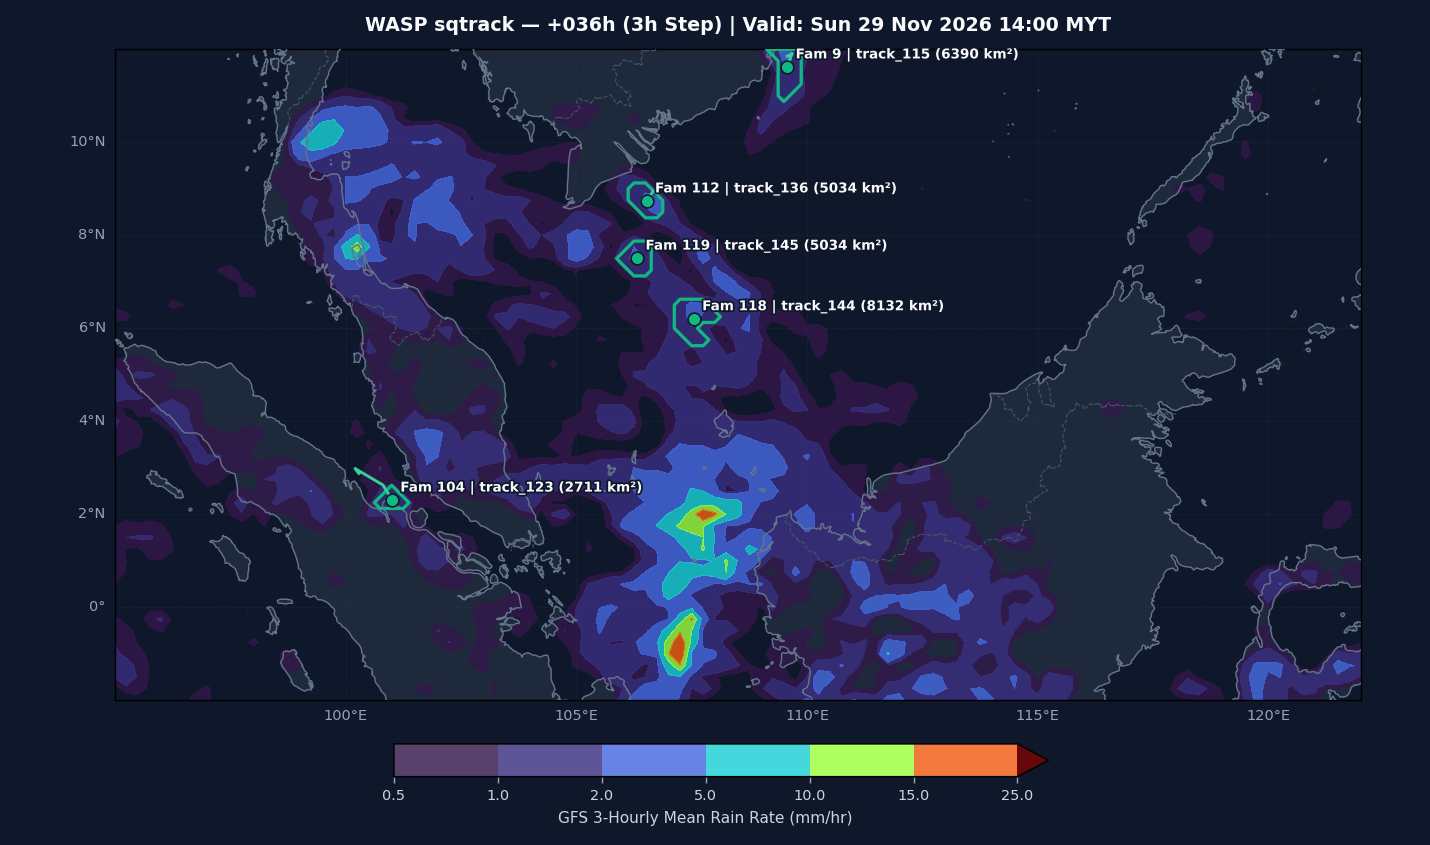 WASP sqtrack — +036h (3h Step) | Valid: Sun 29 Nov 2026 14:00 MYT
Fam 9 | track_115 (6390 km²)
10°N
Fam 112 | track_136 (5034 km²)
8°N
Fam 119 | track_145 (5034 km²)
Fam 118 | track_144 (8132 km²)
6°N
4°N
Fam 104 | track_123 (2711 km²)
2°N
0°
100°E 105°E 110°E 115°E 120°E
0.5 1.0 2.0 5.0 10.0 15.0 25.0
GFS 3-Hourly Mean Rain Rate (mm/hr)